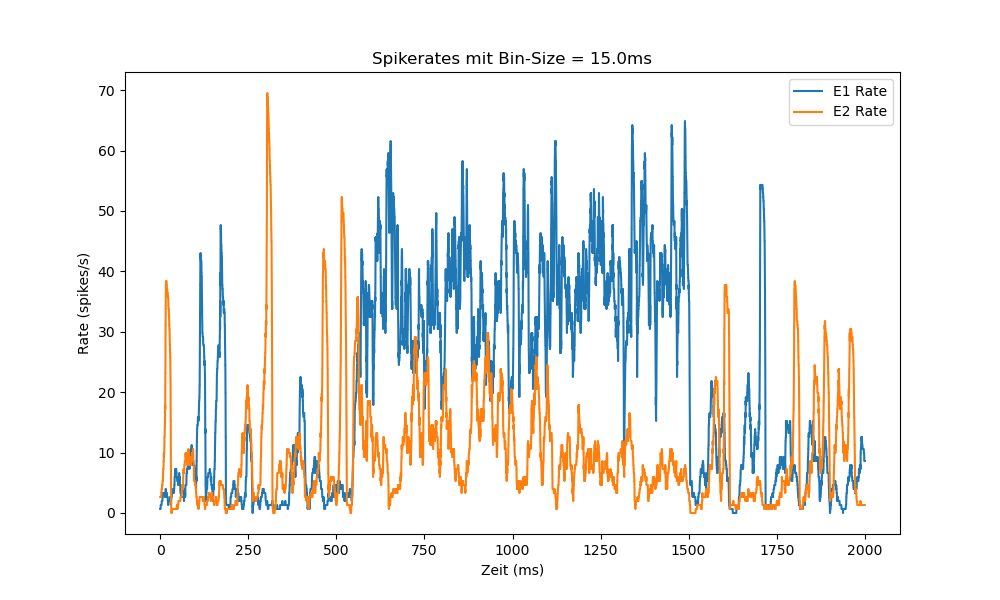 Spikerates mit Bin-Size = 15.0ms
E1 Rate
E2 Rate
Rate (spikes/s)
70
60
50
40
30
20
10
0
0 250 500 750 1000 1250 1500 1750 2000
Zeit (ms)